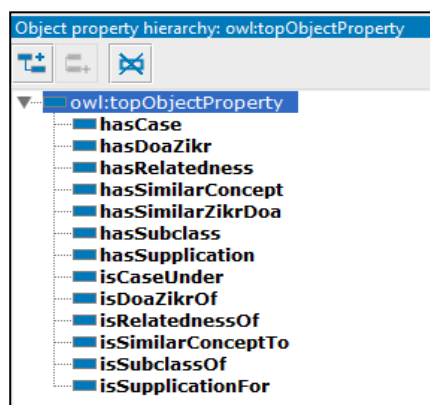 Object property hierarchy: owl:topObjectProperty
owl:topObjectProperty
hasCase
hasDoaZikr
hasRelatedness
hasSimilarConcept
hasSimilarZikrDoa
hasSubclass
hasSupplication
isCaseUnder
isDoaZikrOf
isRelatednessOf
isSimilarConceptTo
isSubclassOf
isSupplicationFor